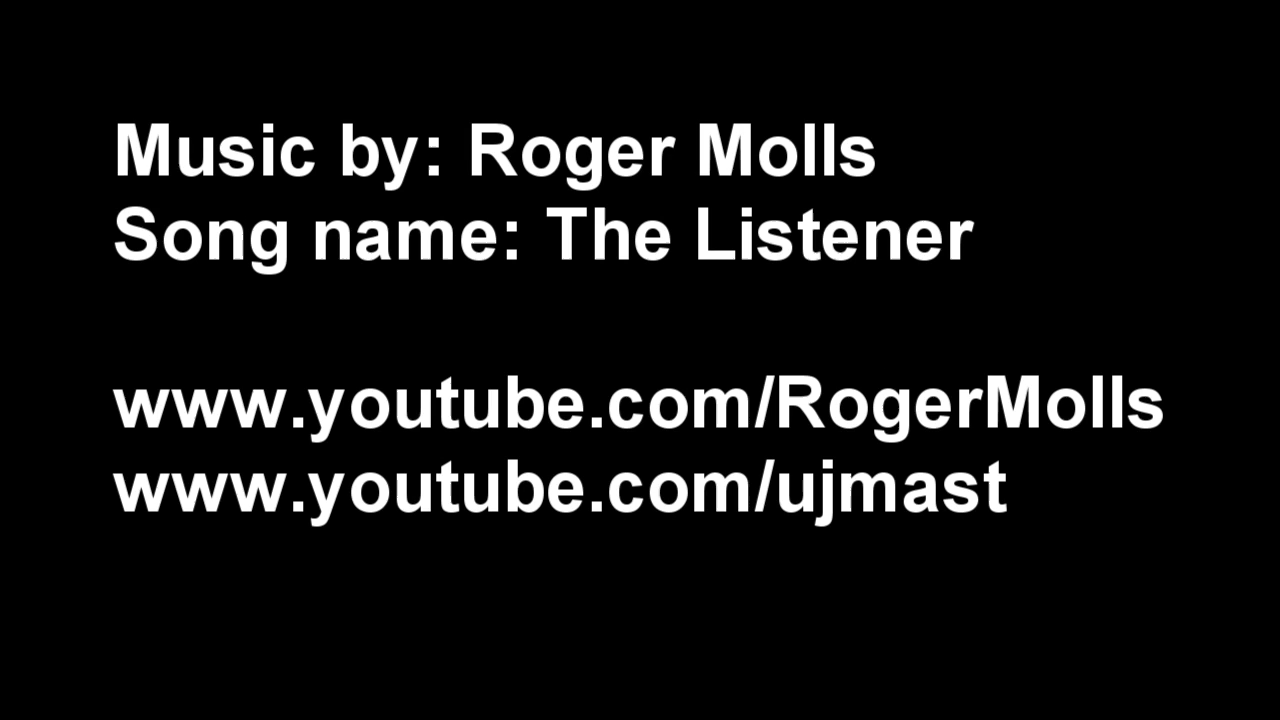 Music by: Roger Molls
Song name: The Listener
www.youtube.com/RogerMolls
www.youtube.com/ujmast